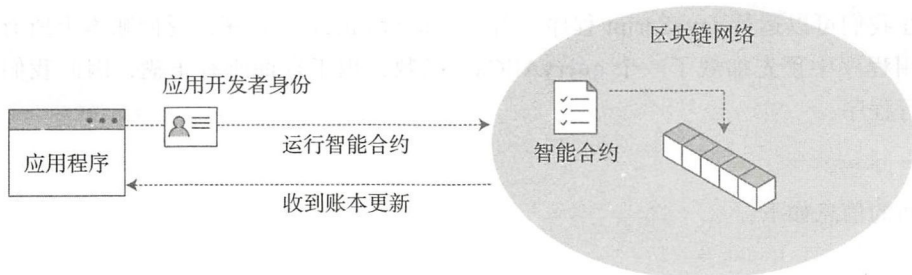 区块链网络
应用开发者身份
应用程序
运行智能合约
智能合约
收到账本更新